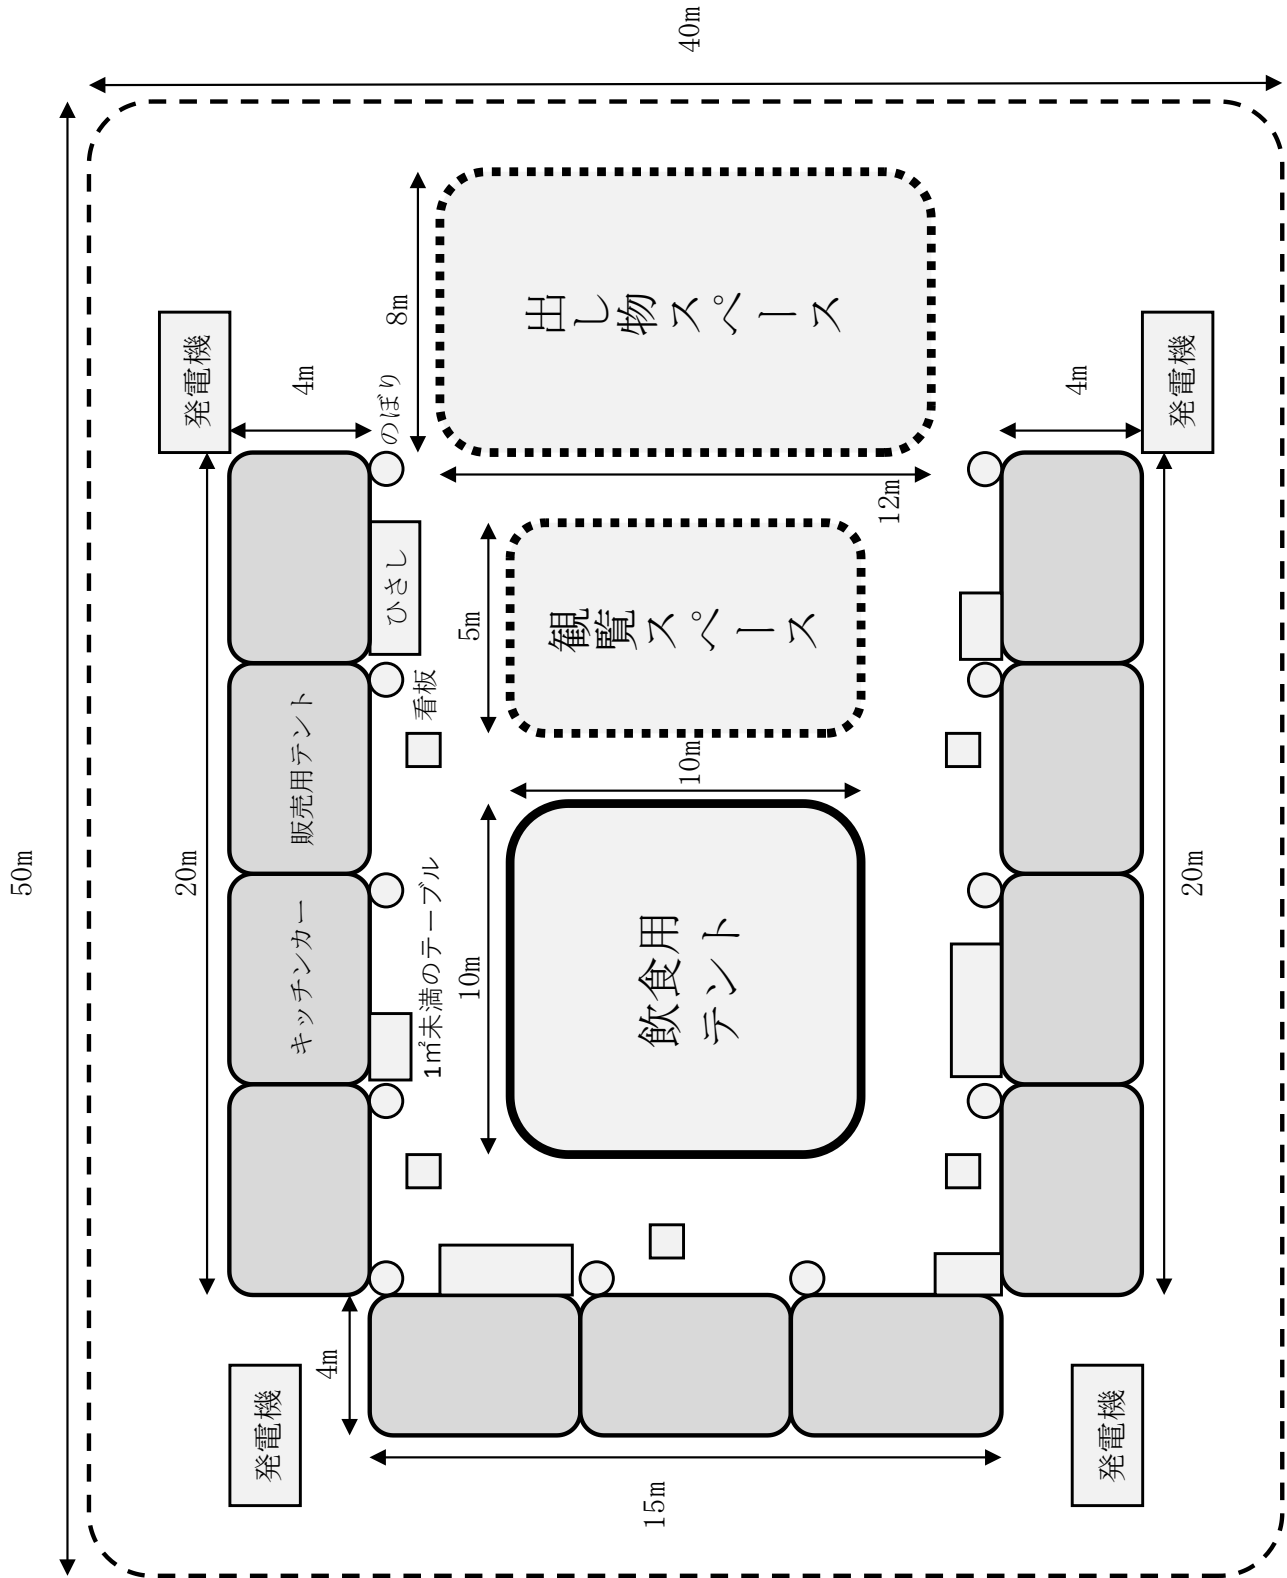 40m
50m
8m
出し物スペース
発電機
4m
のぼり
発電機
4m
12m
ひさし
5m
観覧スペース
看板
販売用テント
10m
20m
20m
キッチンカー
1㎡未満のテーブル
10m
飲食用
テント
4m
発電機
発電機
15m